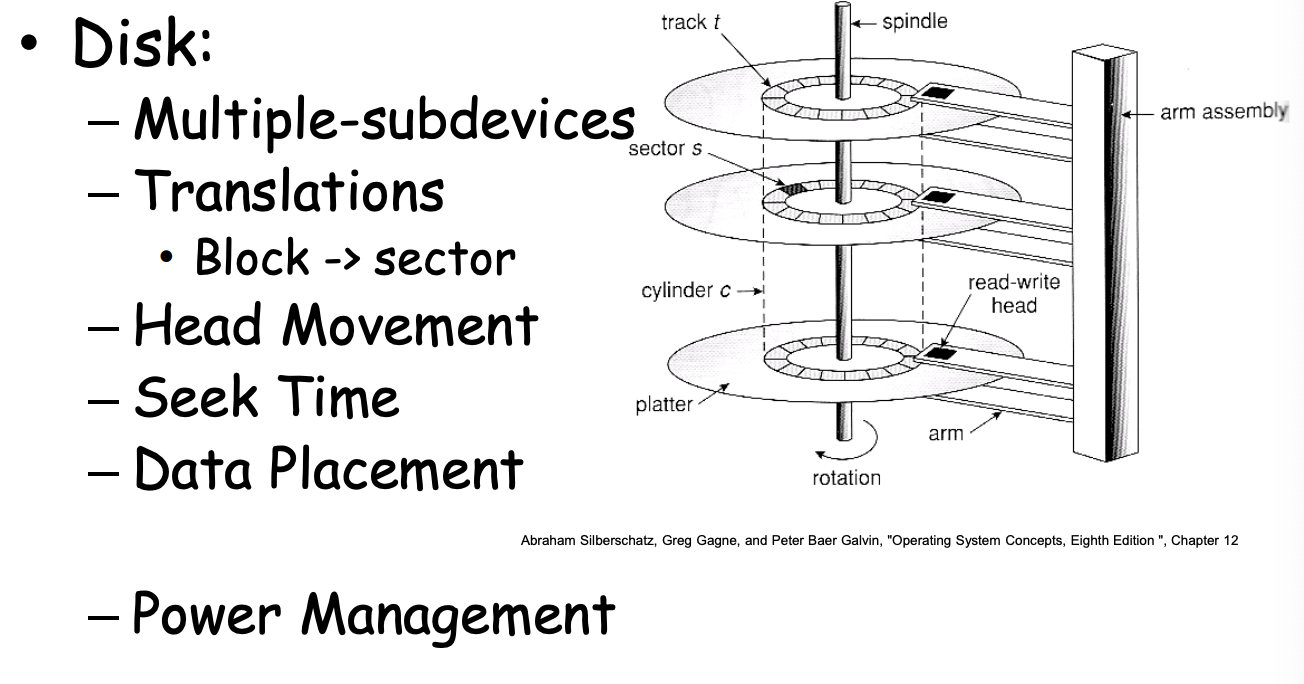 • Disk:
– Multiple-subdevices
– Translations
• Block -> sector
– Head Movement
– Seek Time
– Data Placement
– Power Management
track t
spindle
arm assembly
sector s
cylinder c
read-write
head
platter
arm
rotation
Abraham Silberschatz, Greg Gagne, and Peter Baer Galvin, "Operating System Concepts, Eighth Edition ", Chapter 12